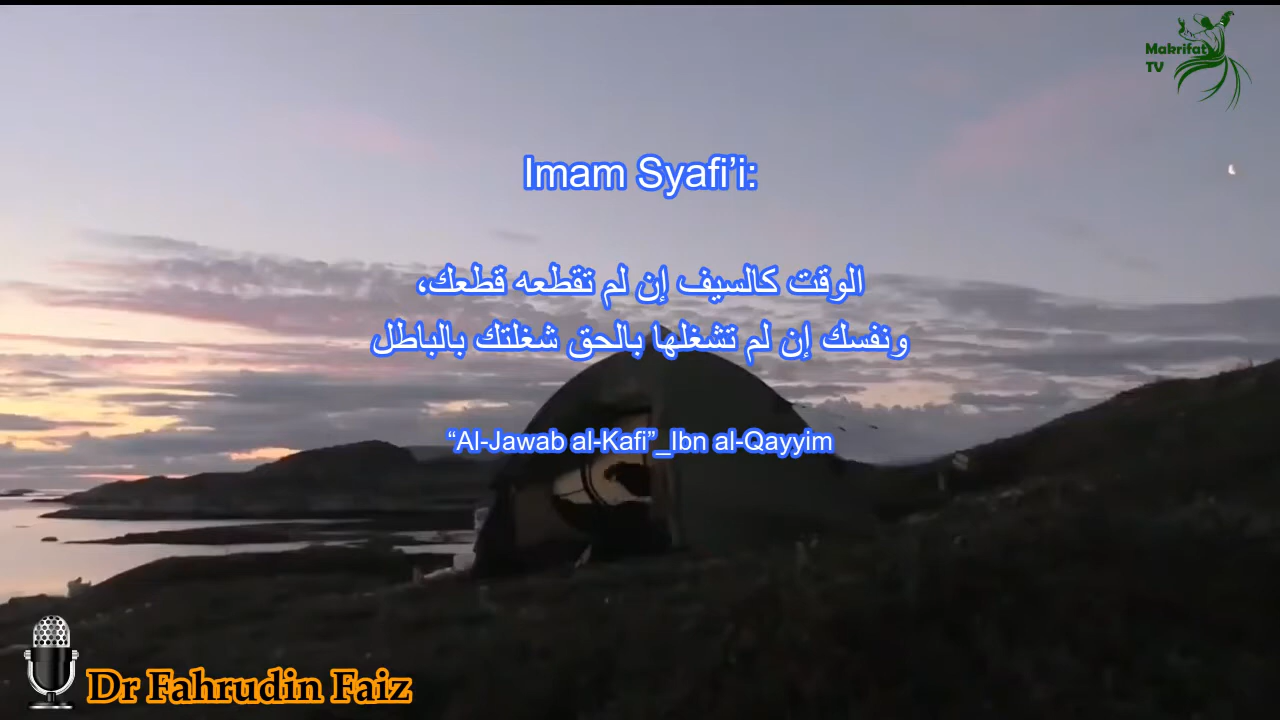 Makrifat
TV
Imam Syafi’i:
الوقت كالسيف إن لم تقطعه قطعك،
ونفسك إن لم تشغلها بالحق شغلتك بالباطل
“Al-Jawab al-Kafi”_Ibn al-Qayyim
Dr Fahrudin Faiz